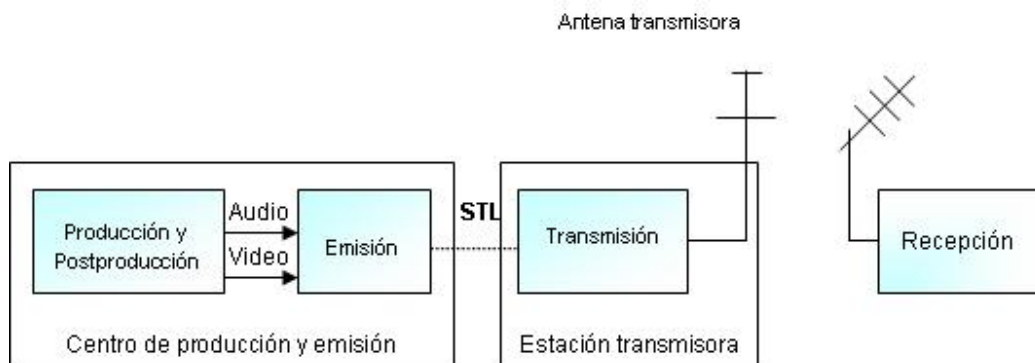 Antena transmisora
Producción y
Postproducción
Audio
Video
Emisión
STL
Transmisión
Recepción
Centro de producción y emisión
Estación transmisora